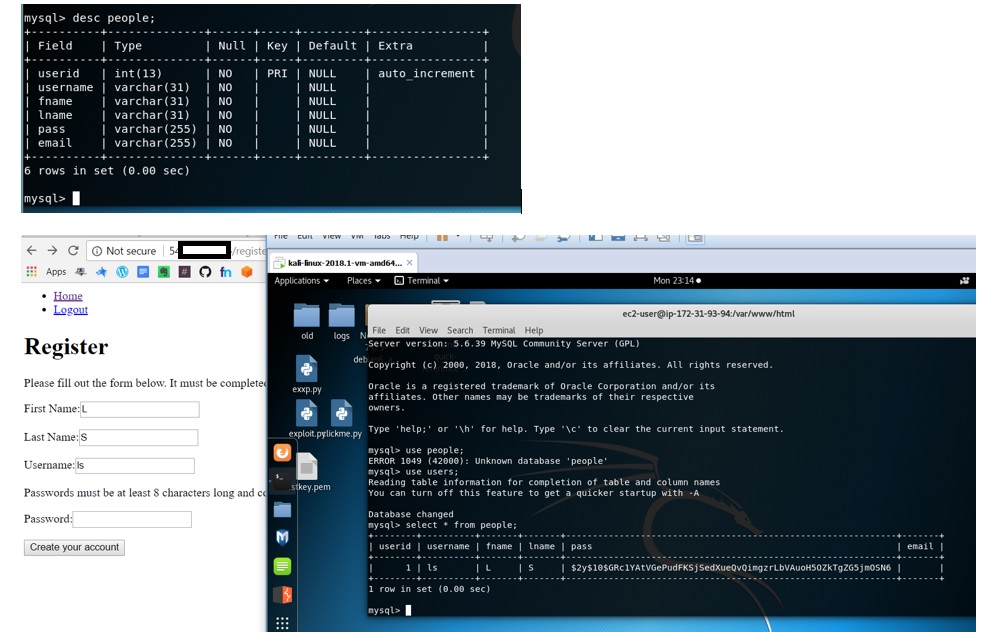 mysql> desc people;
+----------+--------------+------+-----+---------+----------------+
| Field | Type | Null | Key | Default | Extra |
+----------+--------------+------+-----+---------+----------------+
| userid | int(13) | NO | PRI | NULL | auto_increment |
| username | varchar(31) | NO | | NULL | |
| fname | varchar(31) | NO | | NULL | |
| lname | varchar(31) | NO | | NULL | |
| pass | varchar(255) | NO | | NULL | |
| email | varchar(255) | NO | | NULL | |
+----------+--------------+------+-----+---------+----------------+
6 rows in set (0.00 sec)
mysql>
Not secure | 54 /registe
Apps
Home
Logout
Register
Please fill out the form below. It must be completed
First Name: L
Last Name: S
Username: ls
Passwords must be at least 8 characters long and co
Password:
Create your account
File Edit View VM Tabs Help
kali-linux-2018.1-vm-amd64...
Applications Places Terminal Mon 23:14
old logs
exxp.py
exploit.py clickme.py
stkey.pem
ec2-user@ip-172-31-93-94:/var/www/html
File Edit View Search Terminal Help
Server version: 5.6.39 MySQL Community Server (GPL)
Copyright (c) 2000, 2018, Oracle and/or its affiliates. All rights reserved.
Oracle is a registered trademark of Oracle Corporation and/or its
affiliates. Other names may be trademarks of their respective
owners.
Type 'help;' or '\h' for help. Type '\c' to clear the current input statement.
mysql> use people;
ERROR 1049 (42000): Unknown database 'people'
mysql> use users;
Reading table information for completion of table and column names
You can turn off this feature to get a quicker startup with -A
Database changed
mysql> select * from people;
| userid | username | fname | lname | pass | email |
| 1 | ls | L | S | $2y$10$GRc1YAtVGePudFKSjSedXueQvQimgzrLbVAuoH5OZkTgZG5jmOSN6 | |
1 row in set (0.00 sec)
mysql>